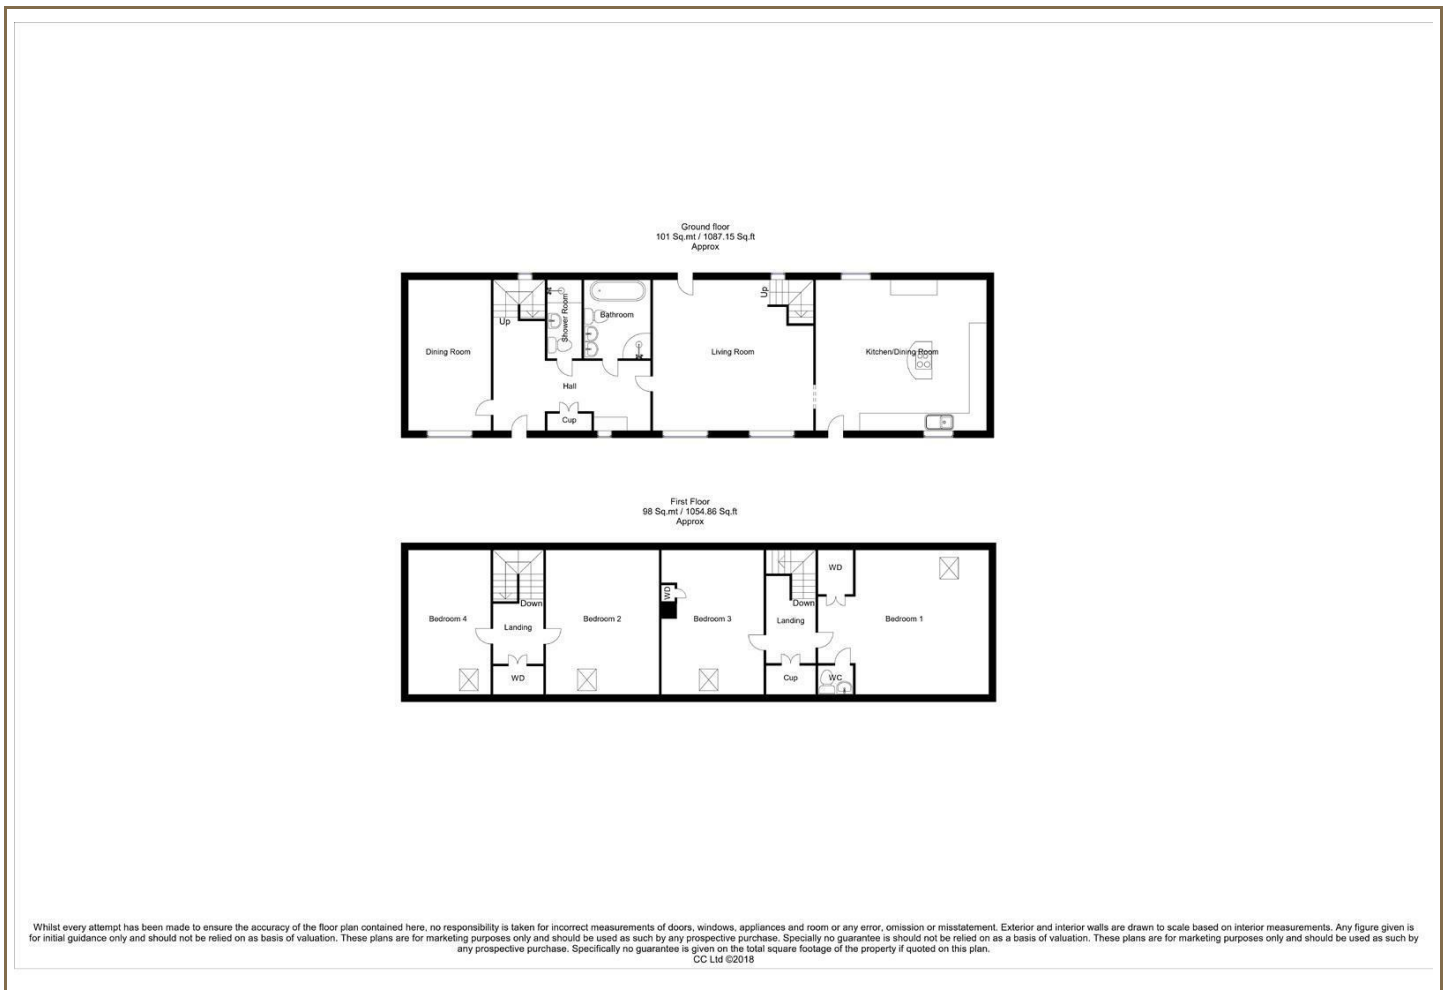 Ground floor
101 Sq.mt / 1087.15 Sq.ft
Approx
Up
Up
Shower Room
Bathroom
Dining Room
Living Room
Kitchen/Dining Room
Hall
Cup
First Floor
98 Sq.mt / 1054.86 Sq.ft
Approx
WD
WD
Down
Down
Bedroom 4
Bedroom 2
Bedroom 3
Bedroom 1
Landing
Landing
WD
Cup
WC
Whilst every attempt has been made to ensure the accuracy of the floor plan contained here, no responsibility is taken for incorrect measurements of doors, windows, appliances and room or any error, omission or misstatement. Exterior and interior walls are drawn to scale based on interior measurements. Any figure given is
for initial guidance only and should not be relied on as basis of valuation. These plans are for marketing purposes only and should be used as such by any prospective purchase. Specially no guarantee is should not be relied on as a basis of valuation. These plans are for marketing purposes only and should be used as such by
any prospective purchase. Specifically no guarantee is given on the total square footage of the property if quoted on this plan.
CC Ltd ©2018